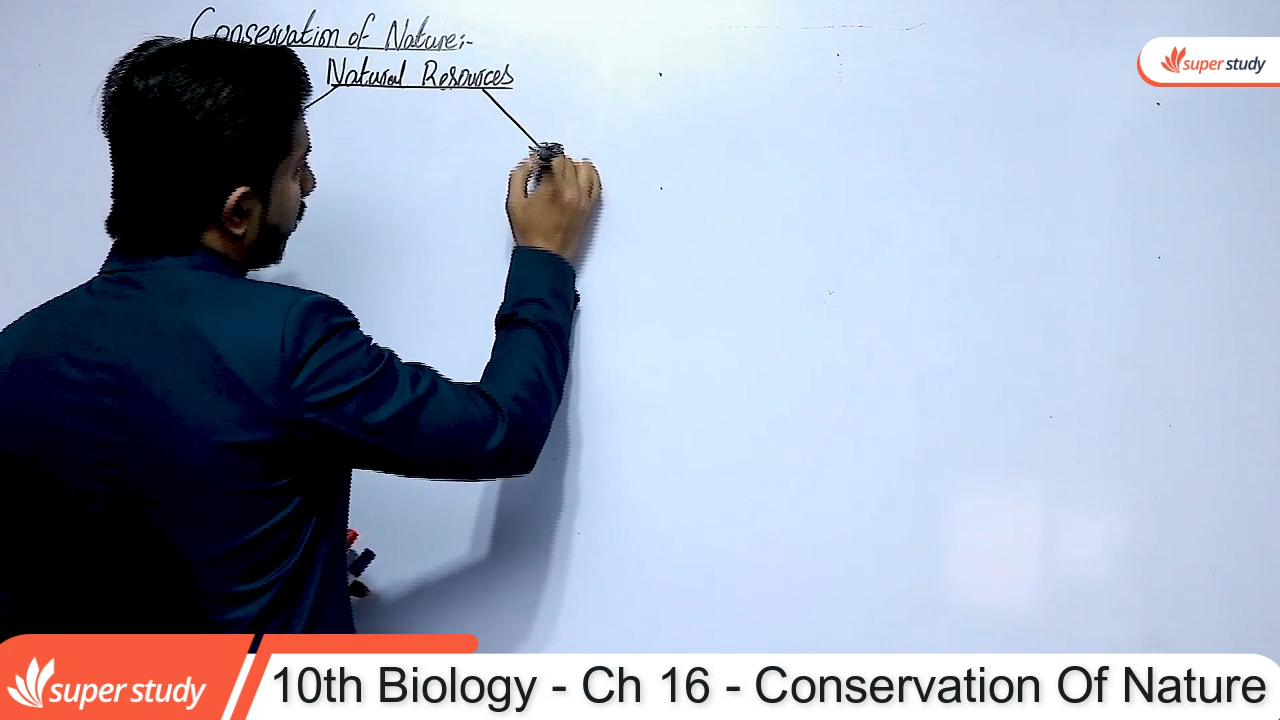 Conservation of Nature:-
Natural Resources
super study
super study
10th Biology - Ch 16 - Conservation Of Nature